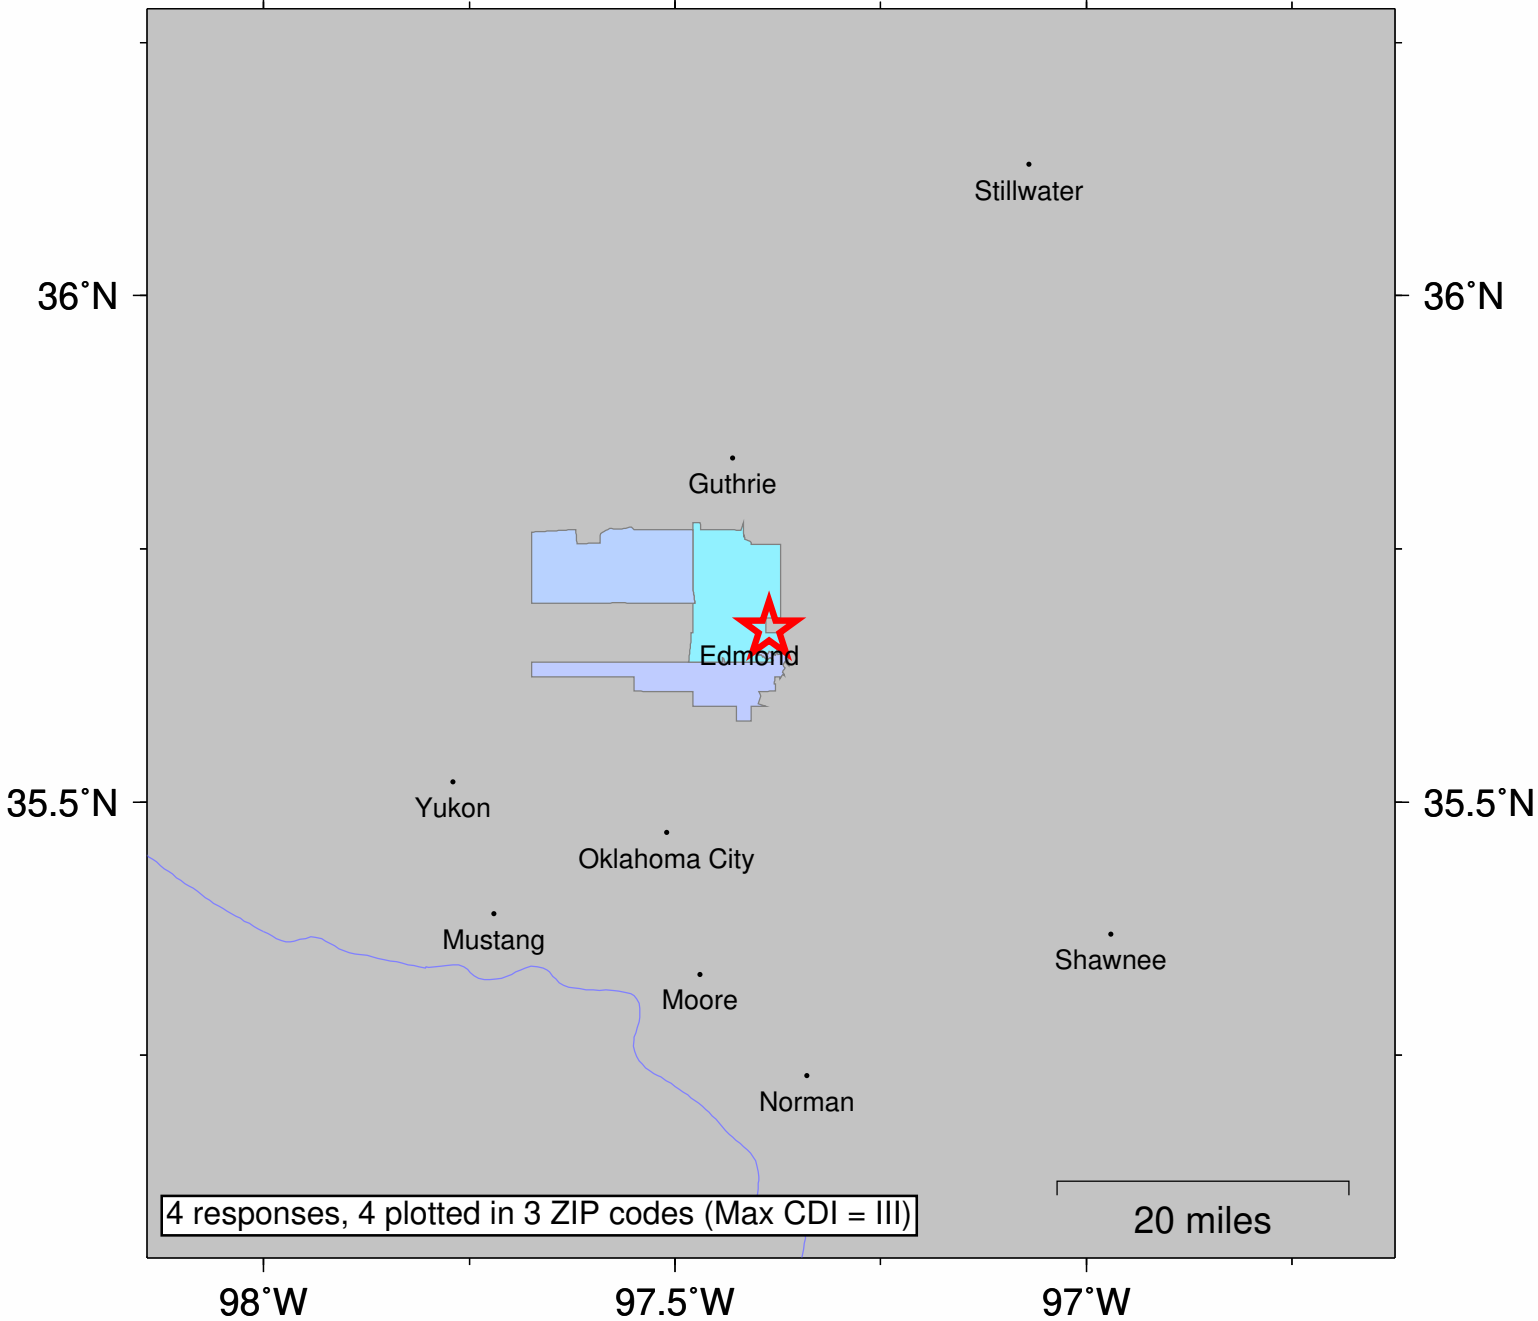 Stillwater
36˚N
36˚N
Guthrie
Edmond
35.5˚N
35.5˚N
Yukon
Oklahoma City
Mustang
Shawnee
Moore
Norman
4 responses, 4 plotted in 3 ZIP codes (Max CDI = III)
20 miles
98˚W
97.5˚W
97˚W